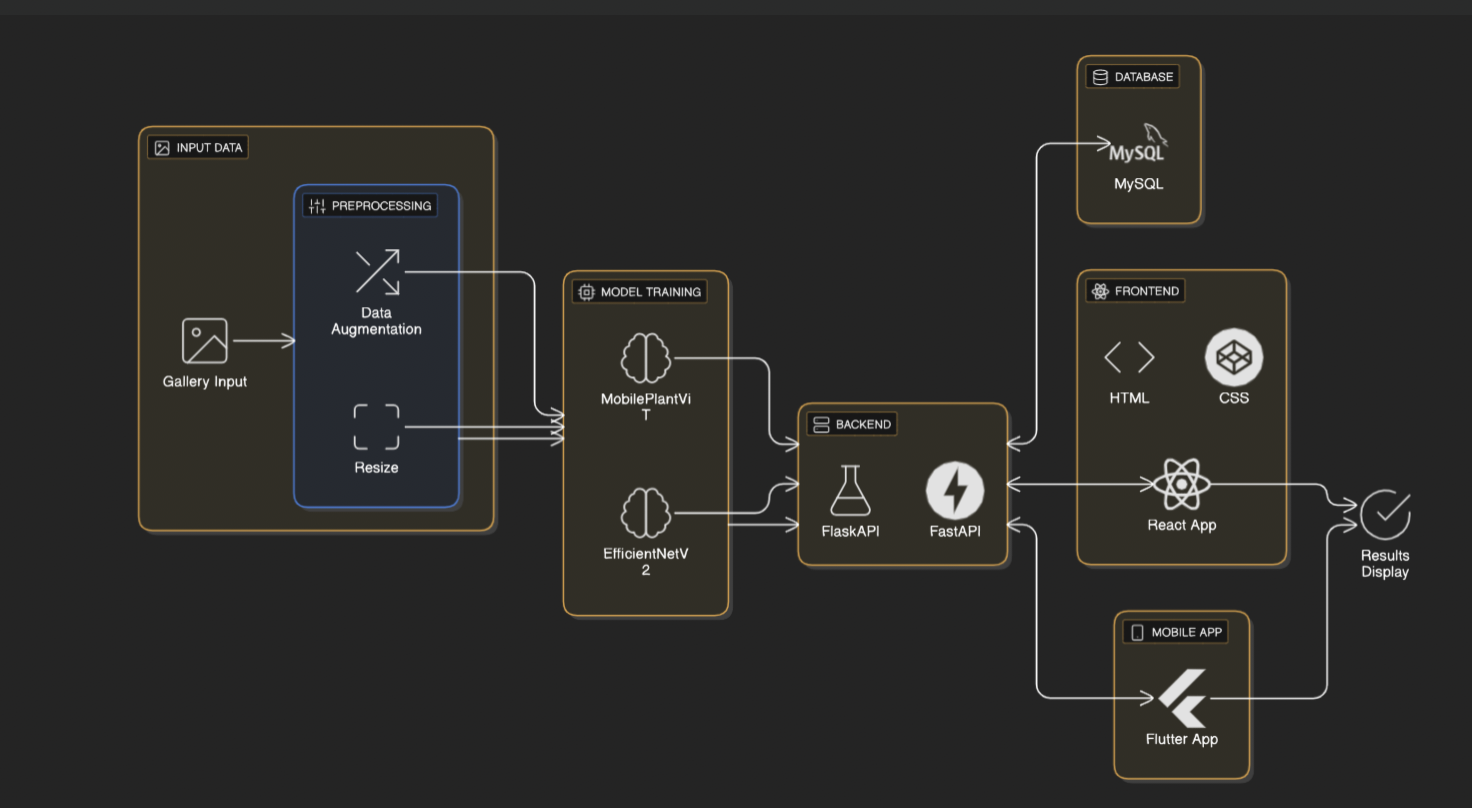 INPUT DATA
PREPROCESSING
Data
Augmentation
Gallery Input
Resize
MODEL TRAINING
MobilePlantVi
T
EfficientNetV
2
BACKEND
FlaskAPI
FastAPI
DATABASE
MySQL
MySQL
FRONTEND
HTML
CSS
React App
MOBILE APP
Flutter App
Results
Display